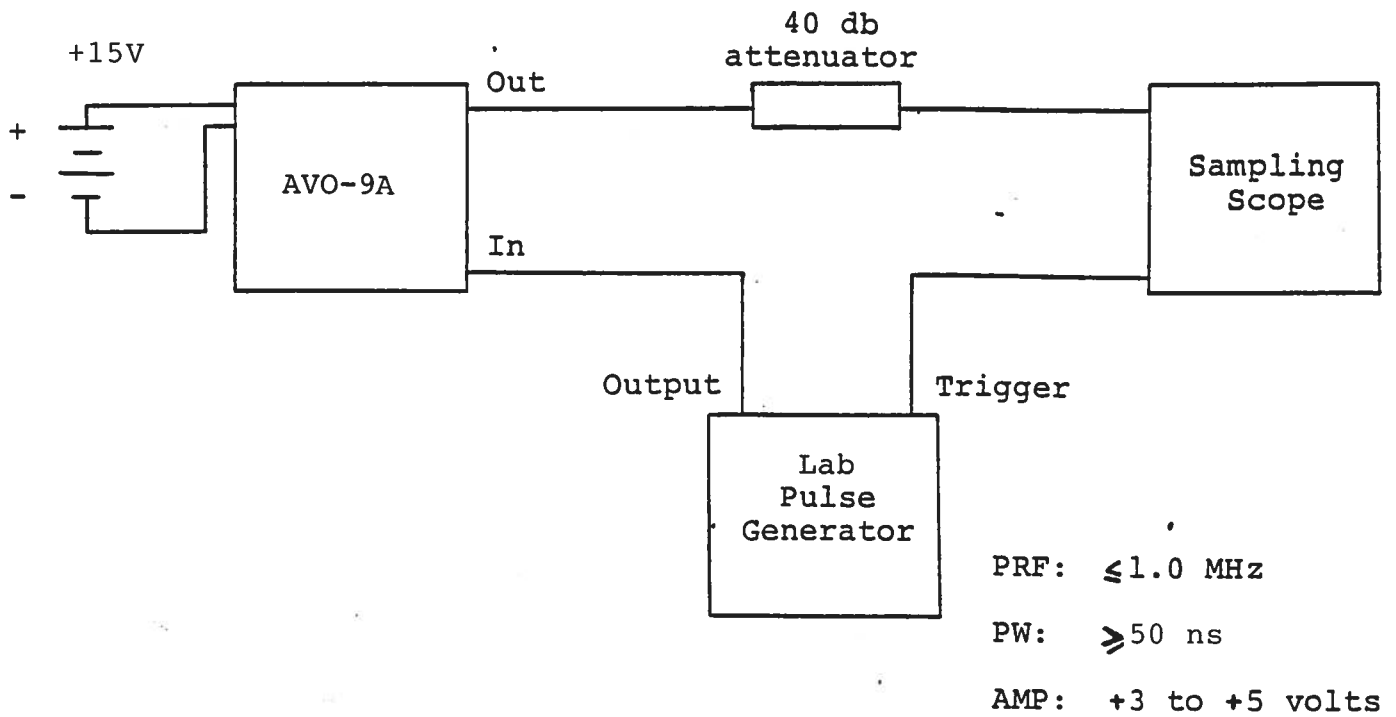 40 db
attenuator
+15V
Out
+
-
AVO-9A
Sampling
Scope
In
Output
Trigger
Lab
Pulse
Generator
PRF: ≤1.0 MHz
PW: ≥50 ns
AMP: +3 to +5 volts